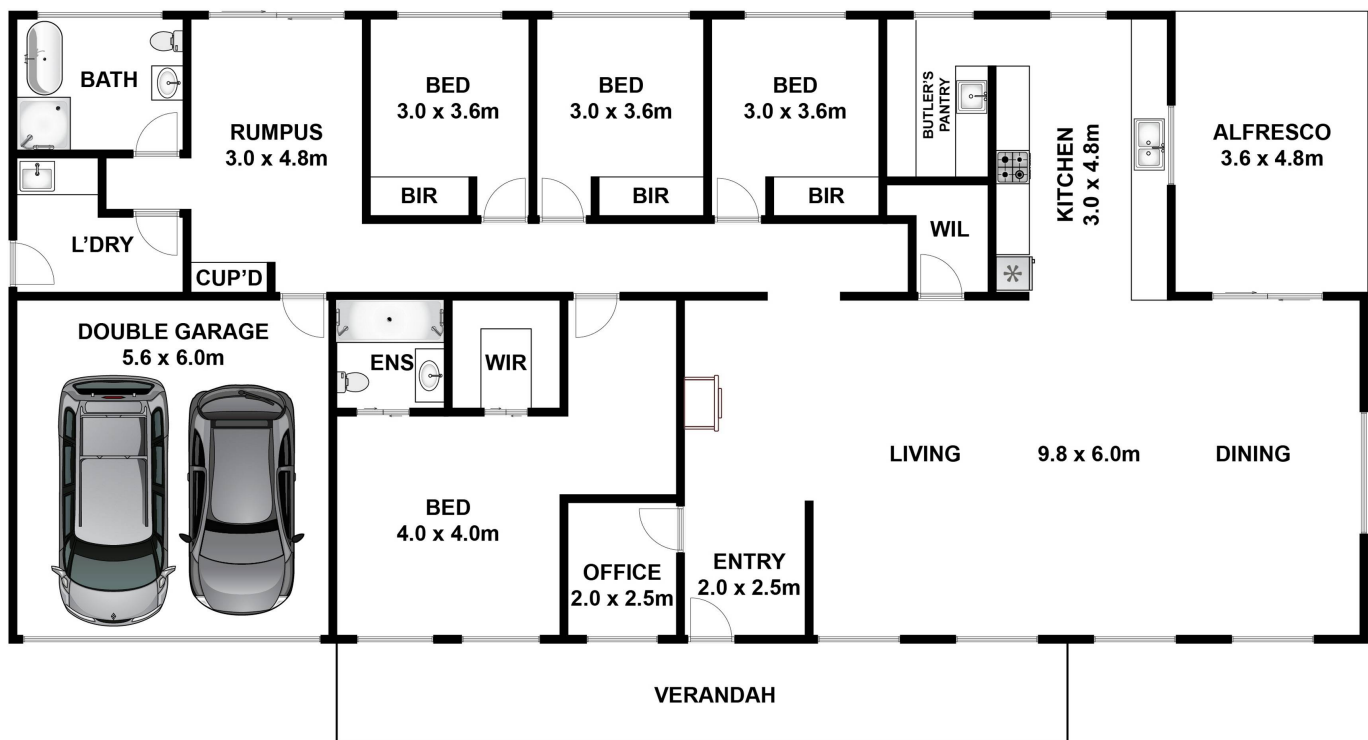 BATH
RUMPUS
3.0 x 4.8m
BED
3.0 x 3.6m
BIR
BED
3.0 x 3.6m
BIR
BED
3.0 x 3.6m
BIR
BUTLER'S
PANTRY
KITCHEN
3.0 x 4.8m
ALFRESCO
3.6 x 4.8m
L'DRY
CUP'D
WIL
DOUBLE GARAGE
5.6 x 6.0m
ENS
WIR
BED
4.0 x 4.0m
OFFICE
2.0 x 2.5m
ENTRY
2.0 x 2.5m
LIVING
9.8 x 6.0m
DINING
VERANDAH